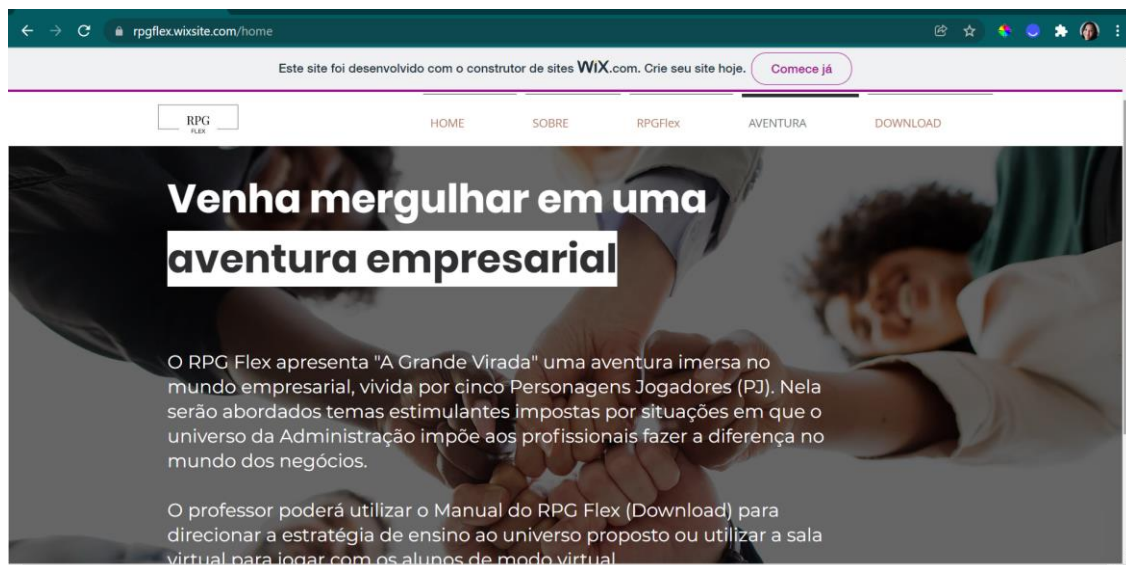 rpgflex.wixsite.com/home
Este site foi desenvolvido com o construtor de sites WiX.com. Crie seu site hoje. Comece já
RPG
FLEX
HOME SOBRE RPGFlex AVENTURA DOWNLOAD
Venha mergulhar em uma
aventura empresarial
O RPG Flex apresenta "A Grande Virada" uma aventura imersa no
mundo empresarial, vivida por cinco Personagens Jogadores (PJ). Nela
serão abordados temas estimulantes impostas por situações em que o
universo da Administração impõe aos profissionais fazer a diferença no
mundo dos negócios.
O professor poderá utilizar o Manual do RPG Flex (Download) para
direcionar a estratégia de ensino ao universo proposto ou utilizar a sala
virtual para jogar com os alunos de modo virtual